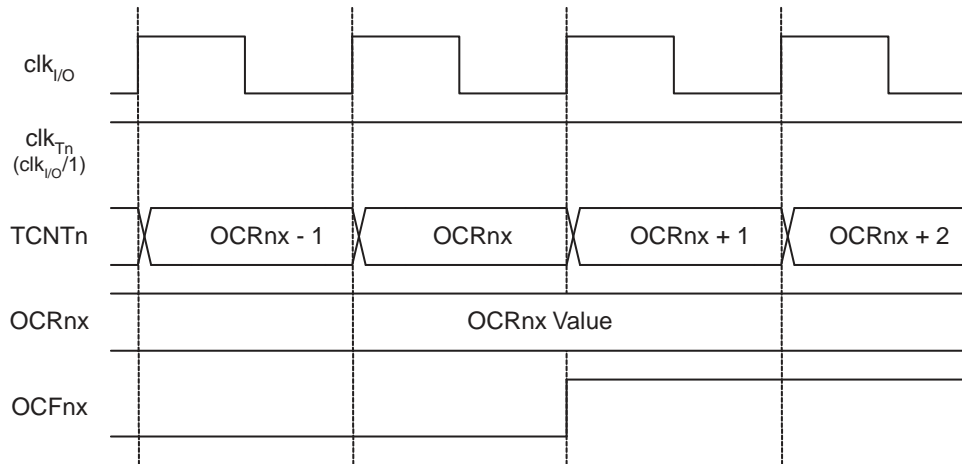 clkI/O
clkTn
(clkI/O/1)
TCNTn OCRnx - 1 OCRnx OCRnx + 1 OCRnx + 2
OCRnx OCRnx Value
OCFnx